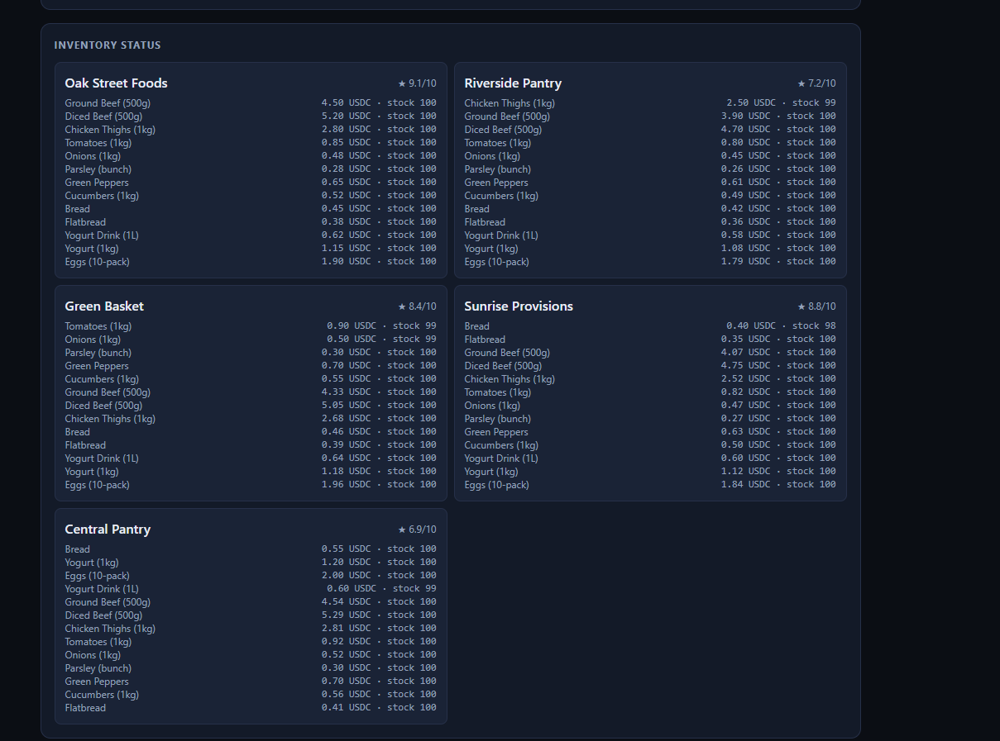 INVENTORY STATUS
Oak Street Foods ★ 9.1/10
Ground Beef (500g) 4.50 USDC · stock 100
Diced Beef (500g) 5.20 USDC · stock 100
Chicken Thighs (1kg) 2.80 USDC · stock 100
Tomatoes (1kg) 0.85 USDC · stock 100
Onions (1kg) 0.48 USDC · stock 100
Parsley (bunch) 0.28 USDC · stock 100
Green Peppers 0.65 USDC · stock 100
Cucumbers (1kg) 0.52 USDC · stock 100
Bread 0.45 USDC · stock 100
Flatbread 0.38 USDC · stock 100
Yogurt Drink (1L) 0.62 USDC · stock 100
Yogurt (1kg) 1.15 USDC · stock 100
Eggs (10-pack) 1.90 USDC · stock 100
Riverside Pantry ★ 7.2/10
Chicken Thighs (1kg) 2.50 USDC · stock 99
Ground Beef (500g) 3.90 USDC · stock 100
Diced Beef (500g) 4.70 USDC · stock 100
Tomatoes (1kg) 0.80 USDC · stock 100
Onions (1kg) 0.45 USDC · stock 100
Parsley (bunch) 0.26 USDC · stock 100
Green Peppers 0.61 USDC · stock 100
Cucumbers (1kg) 0.49 USDC · stock 100
Bread 0.42 USDC · stock 100
Flatbread 0.36 USDC · stock 100
Yogurt Drink (1L) 0.58 USDC · stock 100
Yogurt (1kg) 1.08 USDC · stock 100
Eggs (10-pack) 1.79 USDC · stock 100
Green Basket ★ 8.4/10
Tomatoes (1kg) 0.90 USDC · stock 99
Onions (1kg) 0.50 USDC · stock 99
Parsley (bunch) 0.30 USDC · stock 100
Green Peppers 0.70 USDC · stock 100
Cucumbers (1kg) 0.55 USDC · stock 100
Ground Beef (500g) 4.33 USDC · stock 100
Diced Beef (500g) 5.05 USDC · stock 100
Chicken Thighs (1kg) 2.68 USDC · stock 100
Bread 0.46 USDC · stock 100
Flatbread 0.39 USDC · stock 100
Yogurt Drink (1L) 0.64 USDC · stock 100
Yogurt (1kg) 1.18 USDC · stock 100
Eggs (10-pack) 1.96 USDC · stock 100
Sunrise Provisions ★ 8.8/10
Bread 0.40 USDC · stock 98
Flatbread 0.35 USDC · stock 100
Ground Beef (500g) 4.07 USDC · stock 100
Diced Beef (500g) 4.75 USDC · stock 100
Chicken Thighs (1kg) 2.52 USDC · stock 100
Tomatoes (1kg) 0.82 USDC · stock 100
Onions (1kg) 0.47 USDC · stock 100
Parsley (bunch) 0.27 USDC · stock 100
Green Peppers 0.63 USDC · stock 100
Cucumbers (1kg) 0.50 USDC · stock 100
Yogurt Drink (1L) 0.60 USDC · stock 100
Yogurt (1kg) 1.12 USDC · stock 100
Eggs (10-pack) 1.84 USDC · stock 100
Central Pantry ★ 6.9/10
Bread 0.55 USDC · stock 100
Yogurt (1kg) 1.20 USDC · stock 100
Eggs (10-pack) 2.00 USDC · stock 100
Yogurt Drink (1L) 0.60 USDC · stock 99
Ground Beef (500g) 4.54 USDC · stock 100
Diced Beef (500g) 5.29 USDC · stock 100
Chicken Thighs (1kg) 2.81 USDC · stock 100
Tomatoes (1kg) 0.92 USDC · stock 100
Onions (1kg) 0.52 USDC · stock 100
Parsley (bunch) 0.30 USDC · stock 100
Green Peppers 0.70 USDC · stock 100
Cucumbers (1kg) 0.56 USDC · stock 100
Flatbread 0.41 USDC · stock 100